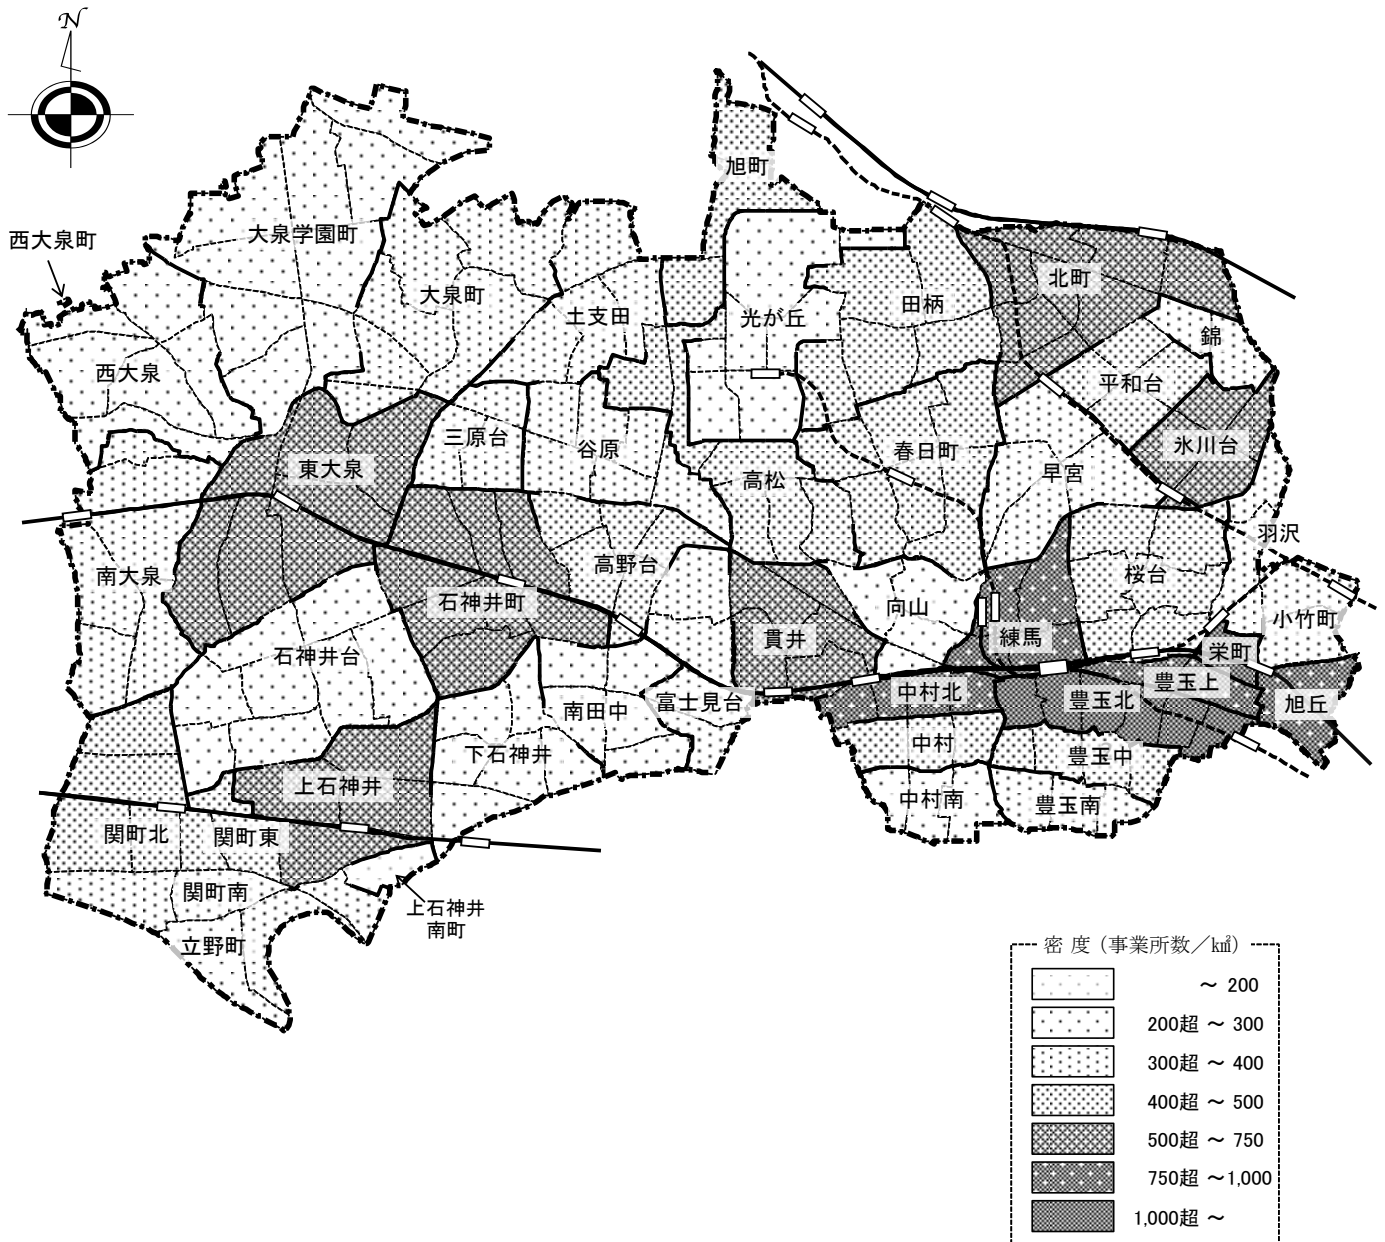 N
旭町
西大泉町
大泉学園町
大泉町
北町
土支田
光が丘
田柄
錦
西大泉
平和台
三原台
谷原
春日町
氷川台
東大泉
高松
早宮
羽沢
南大泉
高野台
桜台
石神井町
向山
小竹町
貫井
練馬
石神井台
栄町
中村北
豊玉北
豊玉上
富士見台
旭丘
南田中
下石神井
中村
豊玉中
上石神井
中村南
豊玉南
関町北
関町東
関町南
上石神井
南町
立野町
密 度 (事業所数／㎢)
～ 200
200超 ～ 300
300超 ～ 400
400超 ～ 500
500超 ～ 750
750超 ～1,000
1,000超 ～